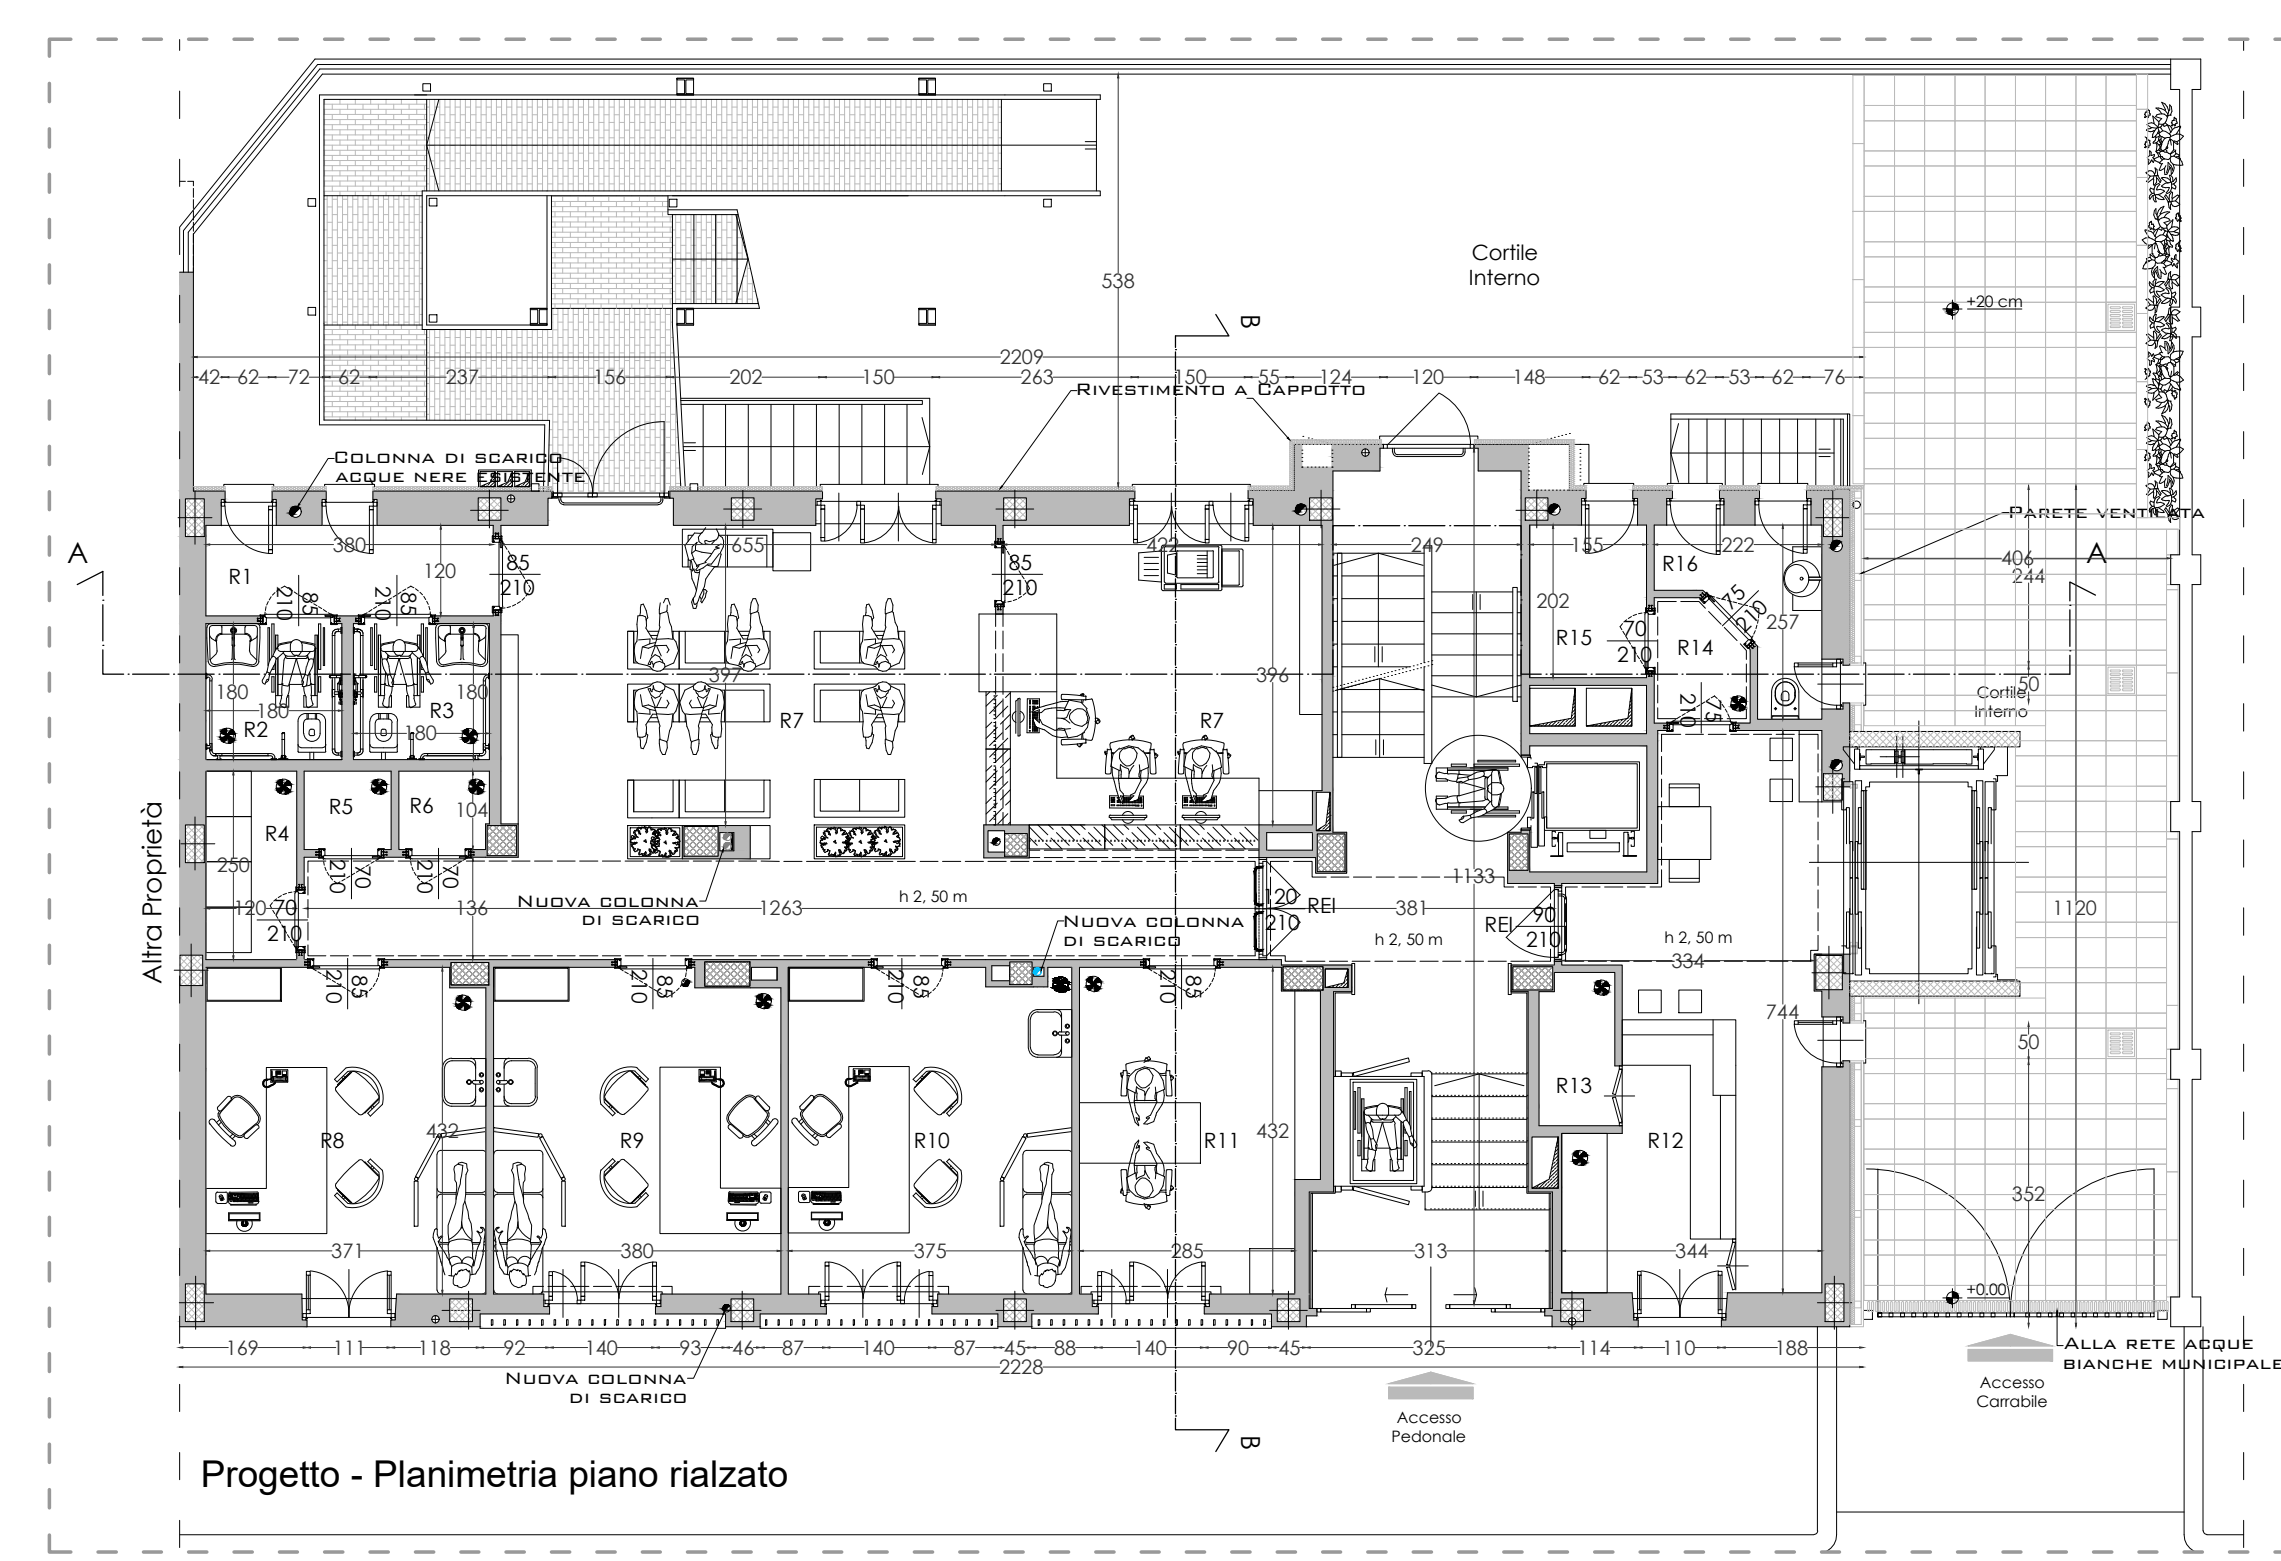 Cortile
Interno
538
+20 cm
B
2209
42 62 72 62 237 156 202 150 263 150 55 124 120 148 62 53 62 53 62 76
RIVESTIMENTO A CAPPOTTO
COLONNA DI SCARICO
ACQUE NERE ESISTENTE
PARETE VENTILATA
A
A
380
655
422
249
155
222
406
244
R1
120
85
210
85
210
R16
210
85
210
85
202
75
210
257
R15
70
210
R14
180
180
180
R2
R3
180
397
R7
396
R7
210
75
50
Cortile
Interno
R4
R5
R6
104
Altra Proprietà
250
210
70
210
70
1133
120
70
210
136
NUOVA COLONNA
DI SCARICO
1263
h 2, 50 m
120
210
REI
381
h 2, 50 m
REI
90
210
h 2, 50 m
334
1120
NUOVA COLONNA
DI SCARICO
210
85
210
85
210
85
210
85
744
50
R13
R8
432
R9
R10
R11
432
R12
352
371
380
375
285
313
344
+0.00
169 111 118 92 140 93 46 87 140 87 45 88 140 90 45 325 114 110 188
2228
ALLA RETE ACQUE
BIANCHE MUNICIPALE
NUOVA COLONNA
DI SCARICO
Accesso
Carrabile
Accesso
Pedonale
B
Progetto - Planimetria piano rialzato